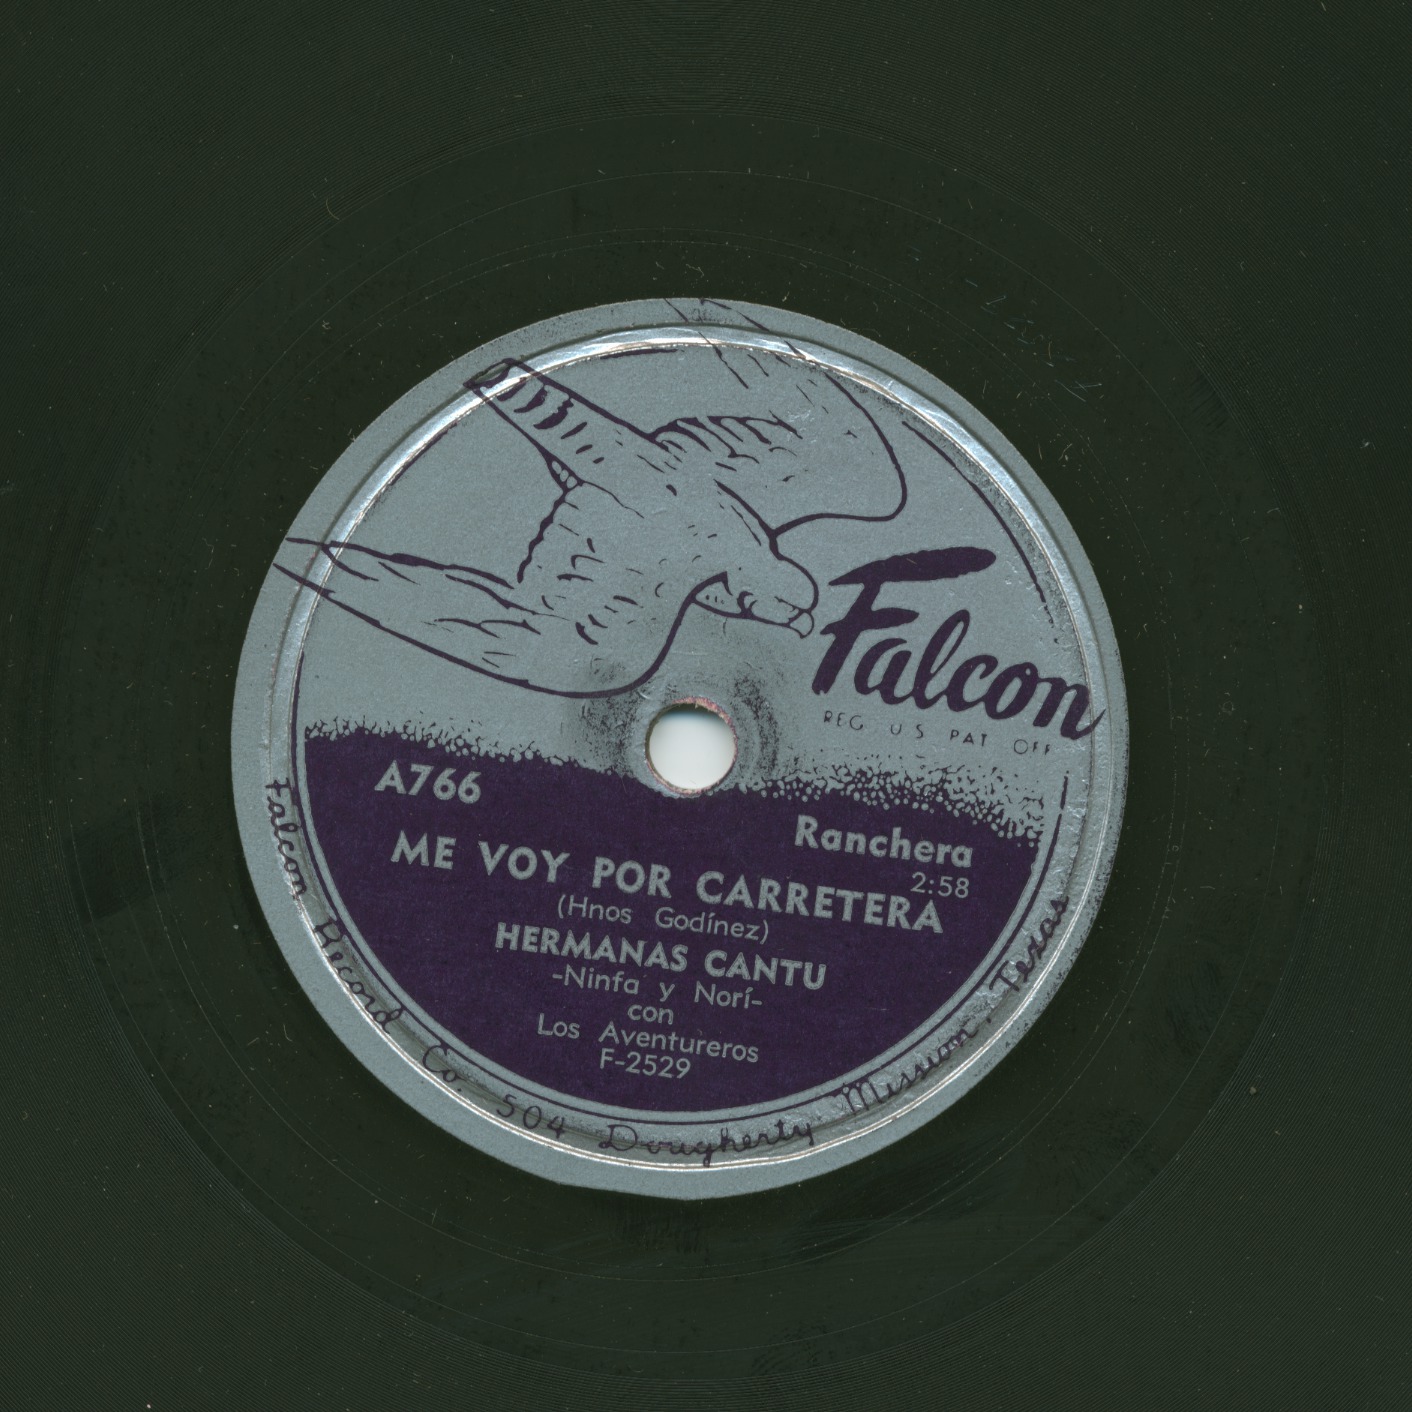 Falcon
REG U S PAT OFF
A766
Ranchera
2:58
ME VOY POR CARRETERA
(Hnos Godínez)
HERMANAS CANTU
-Ninfa y Norí-
con
Los Aventureros
F-2529
Falcon Record Co. 504 Dougherty Mission, Texas